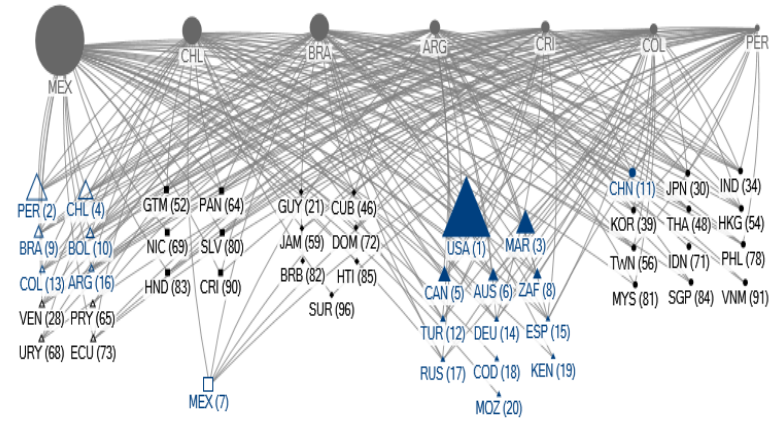 MEX
CHL
BRA
ARG
CRI
COL
PER
PER (2) CHL (4)
BRA (9) BOL (10)
COL (13) ARG (16)
VEN (28) PRY (65)
URY (68) ECU (73)
GTM (52) PAN (64)
NIC (69) SLV (80)
HND (83) CRI (90)
MEX (7)
GUY (21) CUB (46)
JAM (59) DOM (72)
BRB (82) HTI (85)
SUR (96)
USA (1) MAR (3)
CAN (5) AUS (6) ZAF (8)
TUR (12) DEU (14) ESP (15)
RUS (17) COD (18) KEN (19)
MOZ (20)
CHN (11) JPN (30) IND (34)
KOR (39) THA (48) HKG (54)
TWN (56) IDN (71) PHL (78)
MYS (81) SGP (84) VNM (91)